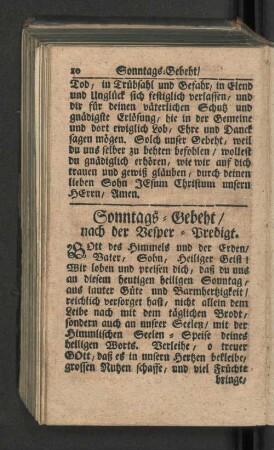 20 Sonntags-Gebeht/
Tod, in Trübsahl und Gefahr, in Elend
und Unglück sich festiglich verlassen, und
dir für deinen väterlichen Schutz und
gnädigste Erlösung, hie in der Gemeine
und dort ewiglich Lob, Ehre und Danck
sagen mögen. Solch unser Gebeht, weil
du uns selber zu behten befohlen, wollest
du gnädiglich erhören, wie wir auf dich
trauen und gewiß gläuben, durch deinen
lieben Sohn JEsum Christum unsern
HErrn, Amen.
Sonntags-Gebeht/
nach der Vesper-Predigt.
GOtt des Himmels und der Erden/
Vater, Sohn, Heiliger Geist!
Wir loben und preisen dich, daß du uns
an diesem heutigen heiligen Sonntag,
aus lauter Güte und Barmhertzigkeit/
reichlich versorget hast, nicht allein dem
Leibe nach mit dem täglichen Brodt,
sondern auch an unsrer Seelen/ mit der
Himmlischen Seelen-Speise deines
heiligen Worts. Verleihe, o treuer
GOtt, daß es in unsern Hertzen bekleibe,
grossen Nutzen schaffe, und viel Früchte
bringe,